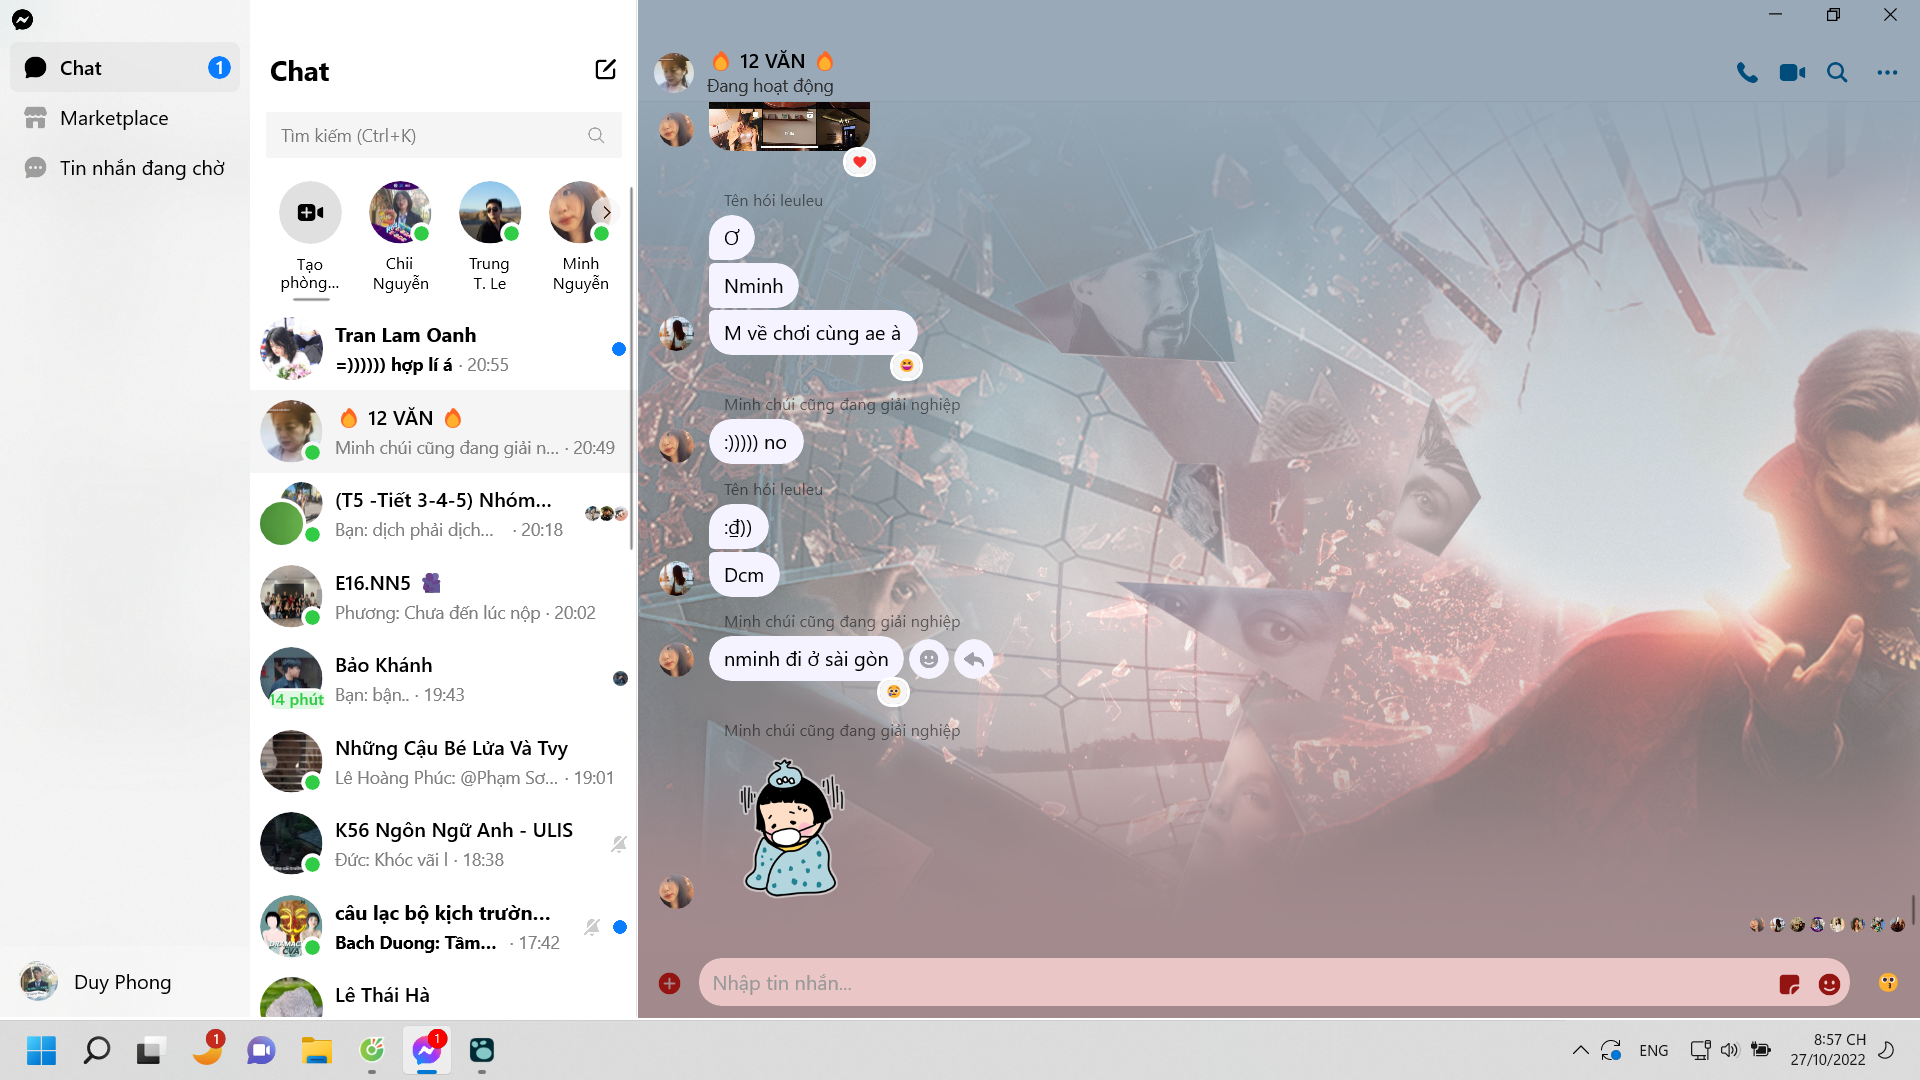 Chat
1
Marketplace
Tin nhắn đang chờ
Duy Phong
Chat
Tìm kiếm (Ctrl+K)
Tạo
phòng...
Chii
Nguyễn
Trung
T. Le
Minh
Nguyễn
Tran Lam Oanh
=)))))) hợp lí á · 20:55
🔥 12 VĂN 🔥
Minh chúi cũng đang giải n... · 20:49
(T5 -Tiết 3-4-5) Nhóm...
Bạn: dịch phải dịch... · 20:18
E16.NN5
Phương: Chưa đến lúc nộp · 20:02
Bảo Khánh
14 phút
Bạn: bận.. · 19:43
Những Cậu Bé Lửa Và Tvy
Lê Hoàng Phúc: @Phạm Sơ... · 19:01
K56 Ngôn Ngữ Anh - ULIS
Đức: Khóc vãi l · 18:38
câu lạc bộ kịch trườn...
Bach Duong: Tầm... · 17:42
Lê Thái Hà
🔥 12 VĂN 🔥
Đang hoạt động
Tên hói leuleu
Ơ
Nminh
M về chơi cùng ae à
Minh chúi cũng đang giải nghiệp
:))))) no
Tên hói leuleu
:₫))
Dcm
Minh chúi cũng đang giải nghiệp
nminh đi ở sài gòn
Minh chúi cũng đang giải nghiệp
Nhập tin nhắn...
1
1
ENG
8:57 CH
27/10/2022